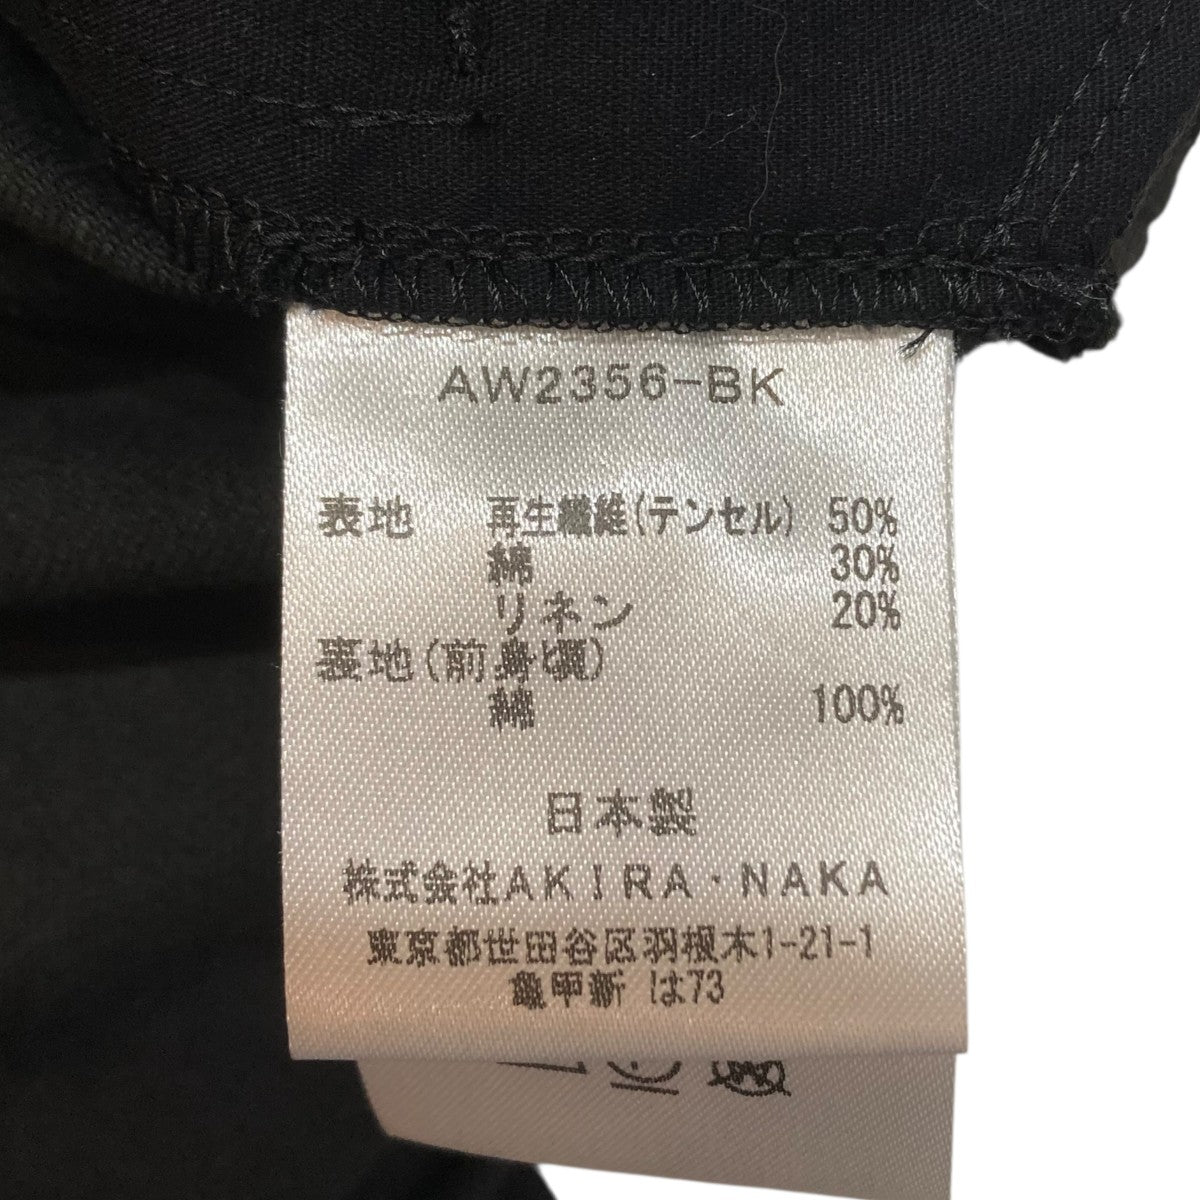 AW2356-BK
表地 再生繊維(テンセル) 50%
綿 30%
リネン 20%
裏地(前身ヒ翼)
綿 100%
日本製
株式会社AKIRA・NAKA
東京都世田谷区羽根木1-21-1
亀甲新 は73